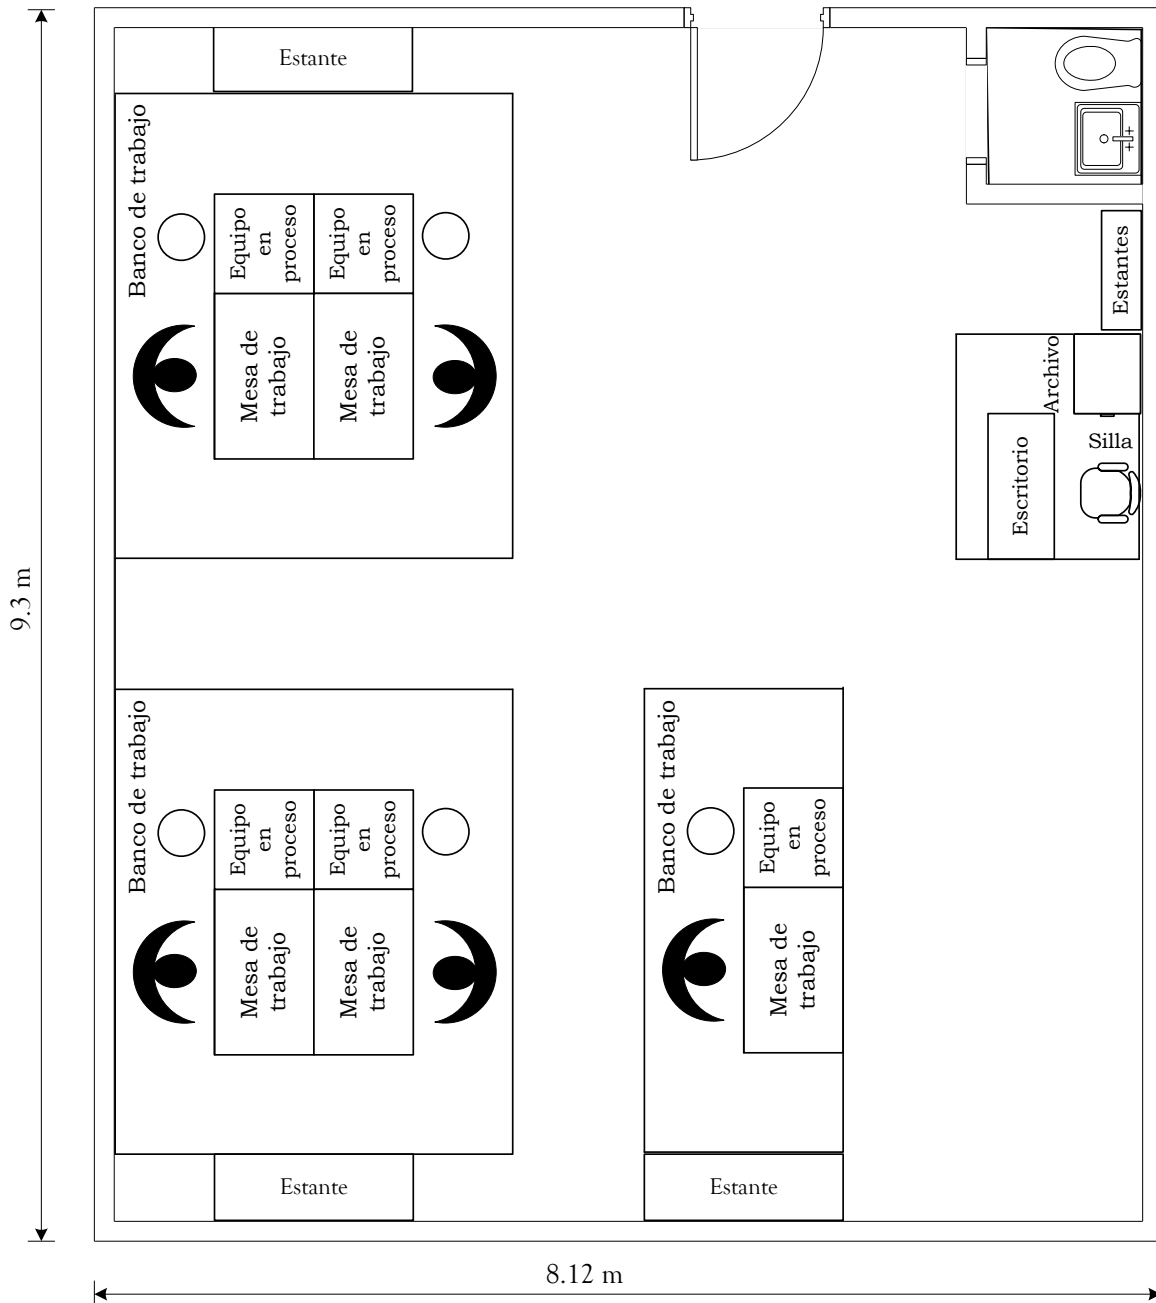 Estante
Banco de trabajo
Equipo
en
proceso
Equipo
en
proceso
Mesa de
trabajo
Mesa de
trabajo
Estantes
Archivo
Silla
Escritorio
9.3 m
Banco de trabajo
Equipo
en
proceso
Equipo
en
proceso
Mesa de
trabajo
Mesa de
trabajo
Banco de trabajo
Equipo
en
proceso
Mesa de
trabajo
Estante
Estante
8.12 m